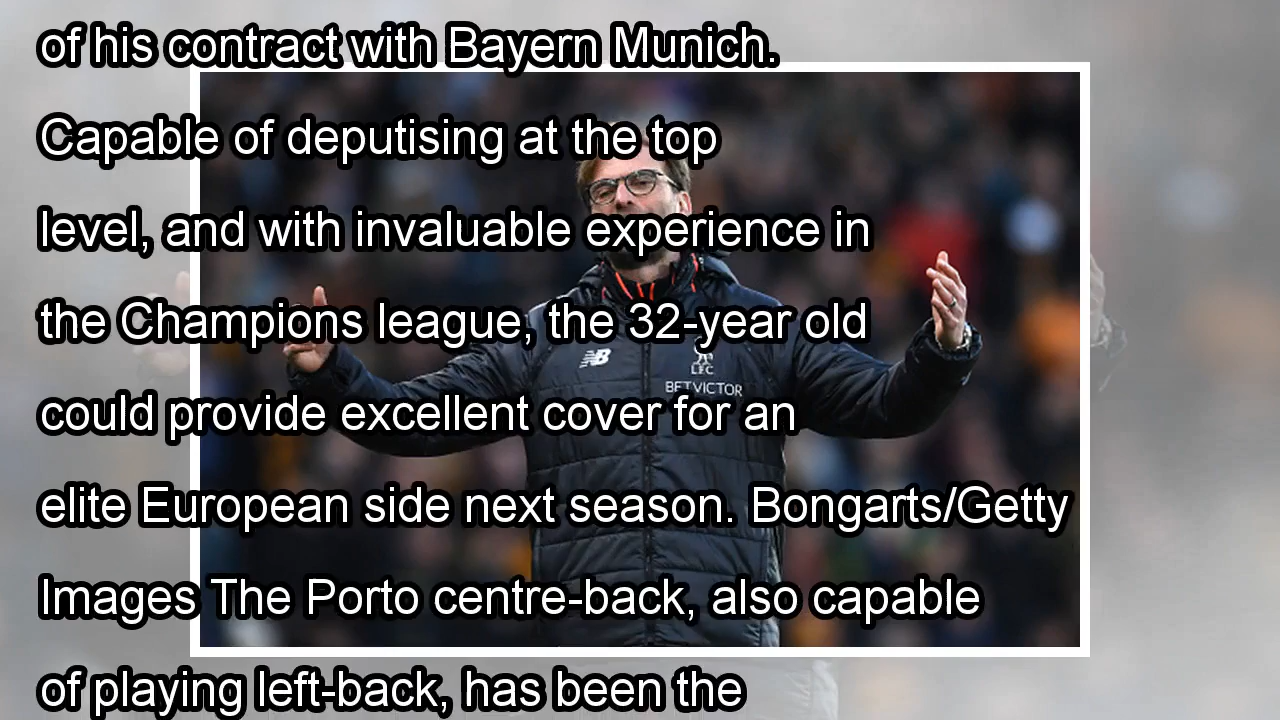 of his contract with Bayern Munich.
Capable of deputising at the top
level, and with invaluable experience in
the Champions league, the 32-year old
could provide excellent cover for an
elite European side next season. Bongarts/Getty
Images The Porto centre-back, also capable
of playing left-back, has been the
NB
L.F.C.
BETVICTOR